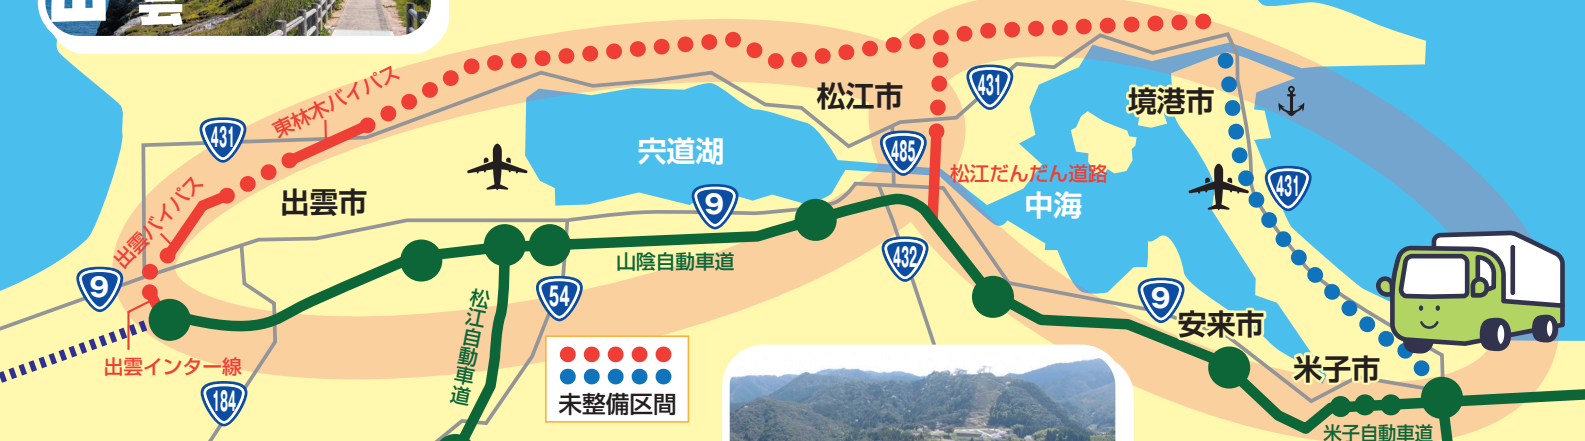 出雲
431
東林木バイパス
出雲バイパス
出雲市
9
出雲インター線
184
宍道湖
9
山陰自動車道
松江自動車道
54
未整備区間
松江市
431
485
松江だんだん道路
432
中海
境港市
431
9
安来市
米子市
米子自動車道